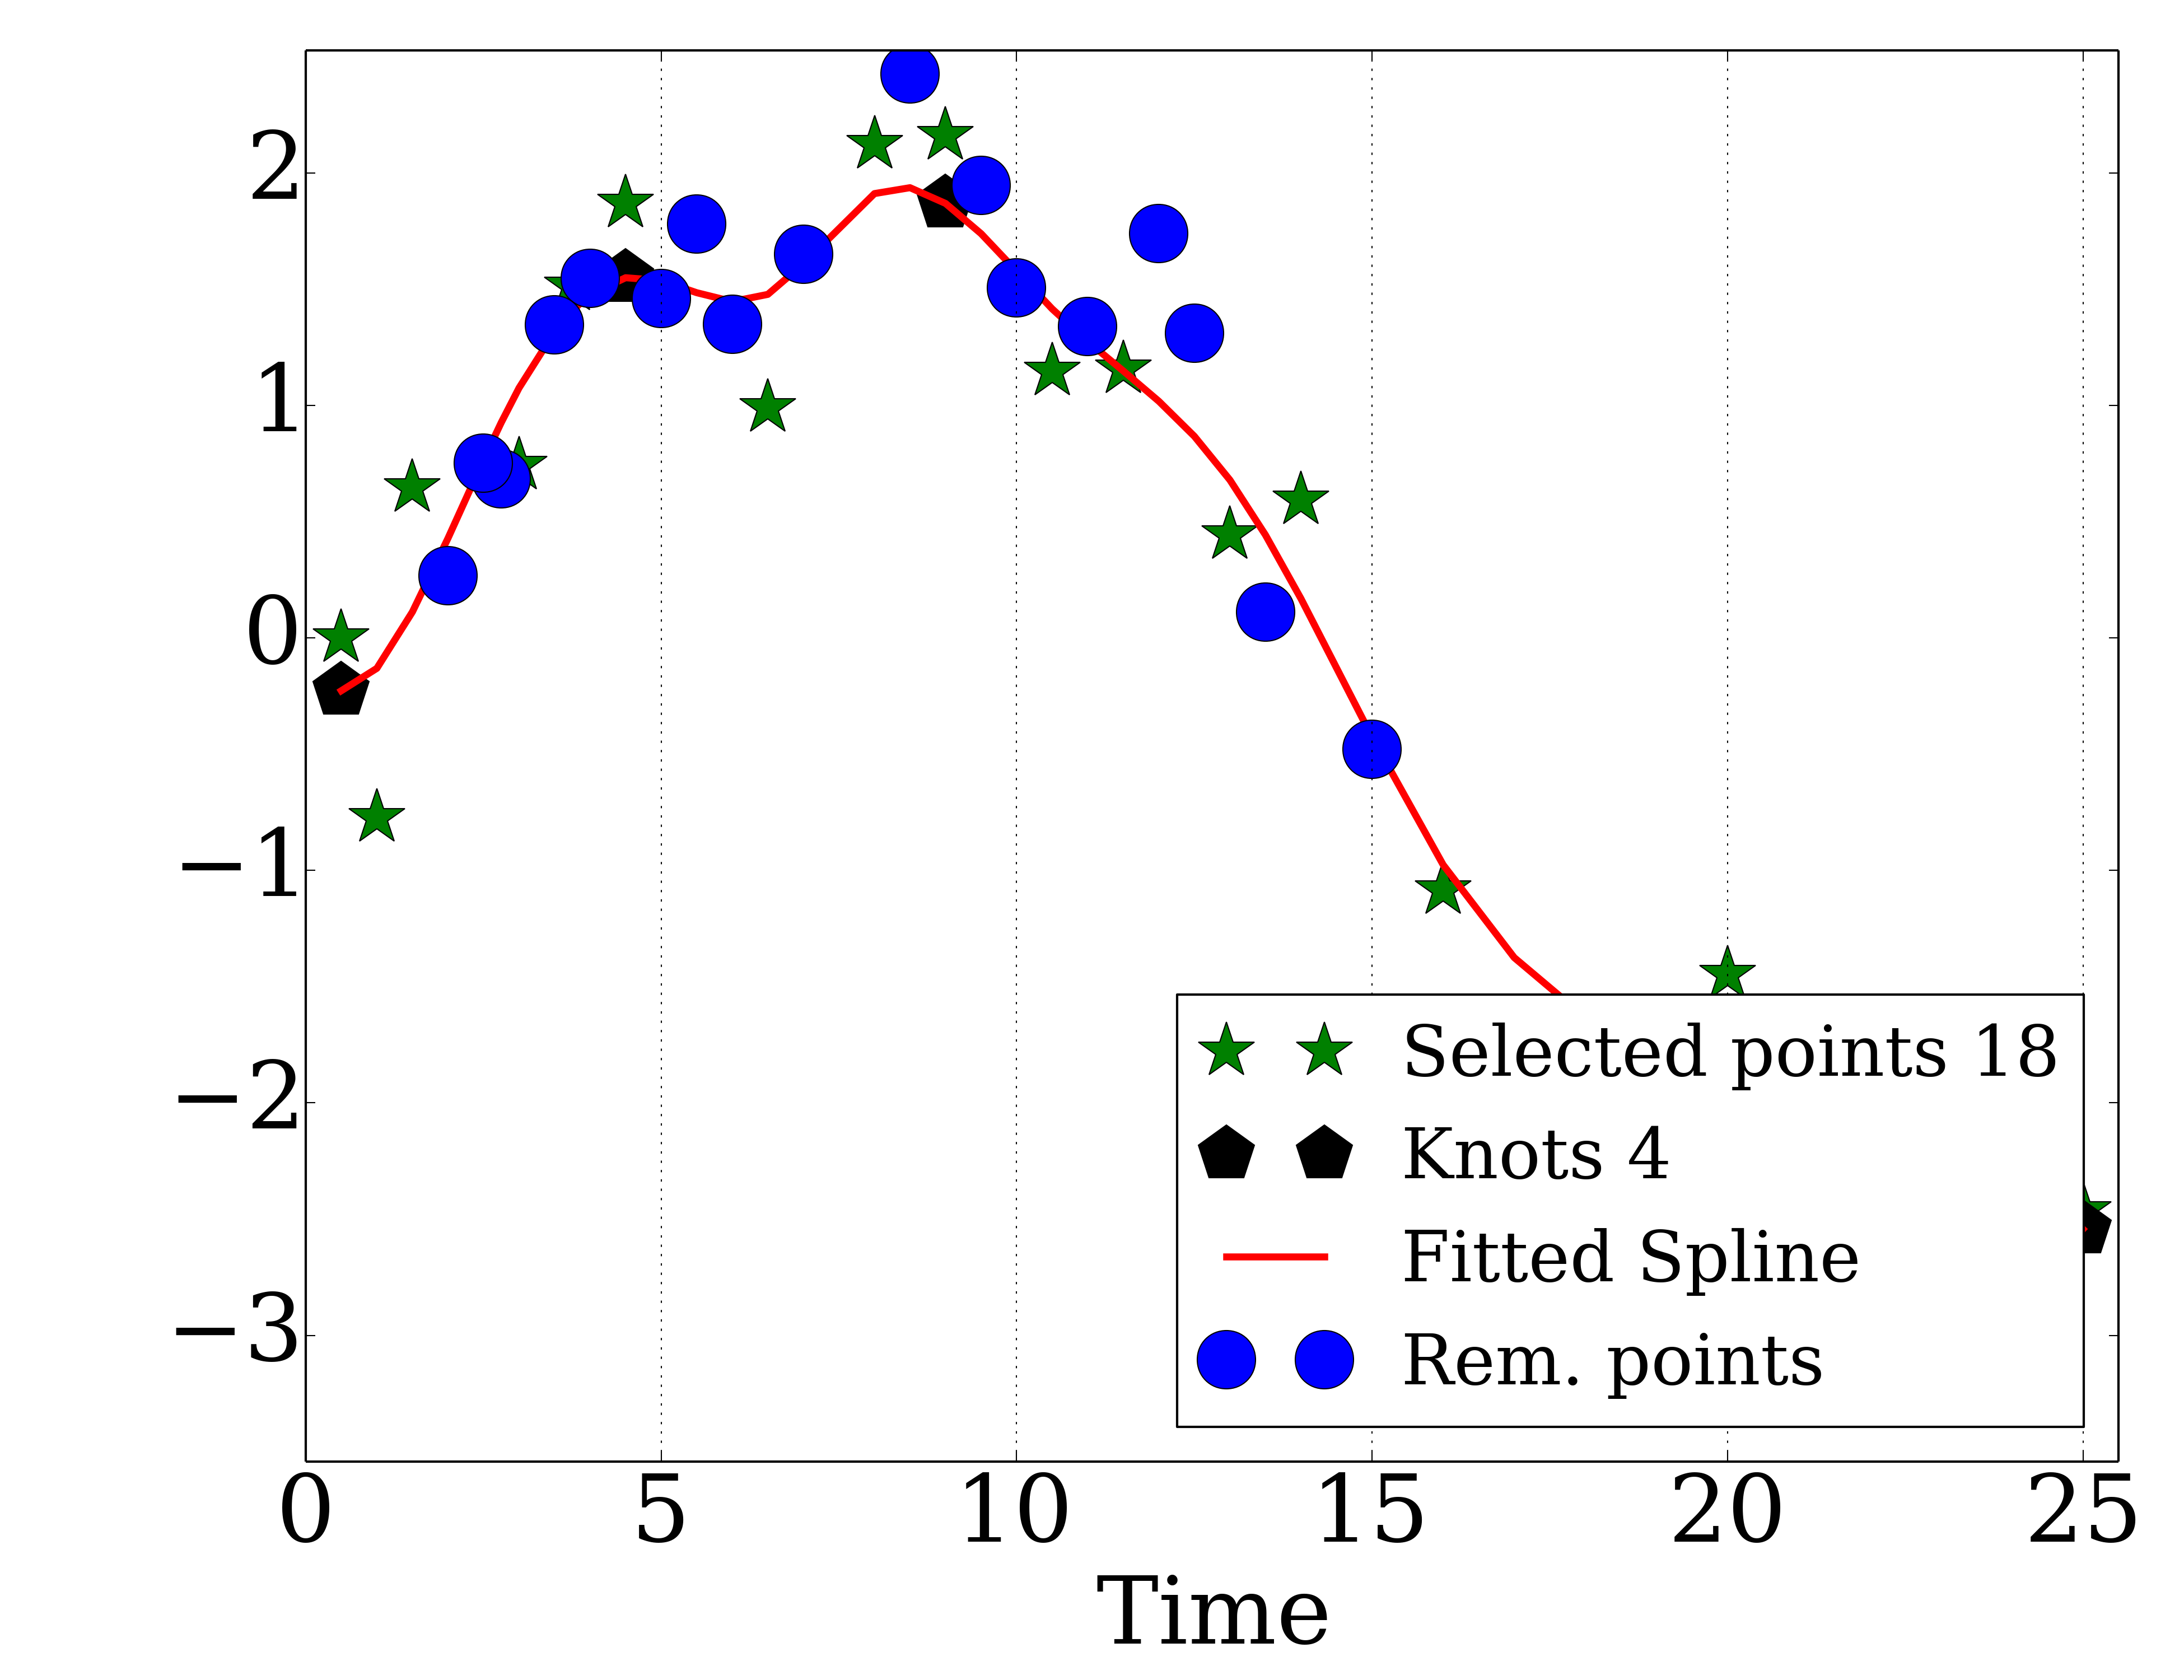 2
1
0
−1
−2
−3
Selected points 18
Knots 4
Fitted Spline
Rem. points
0 5 10 15 20 25
Time